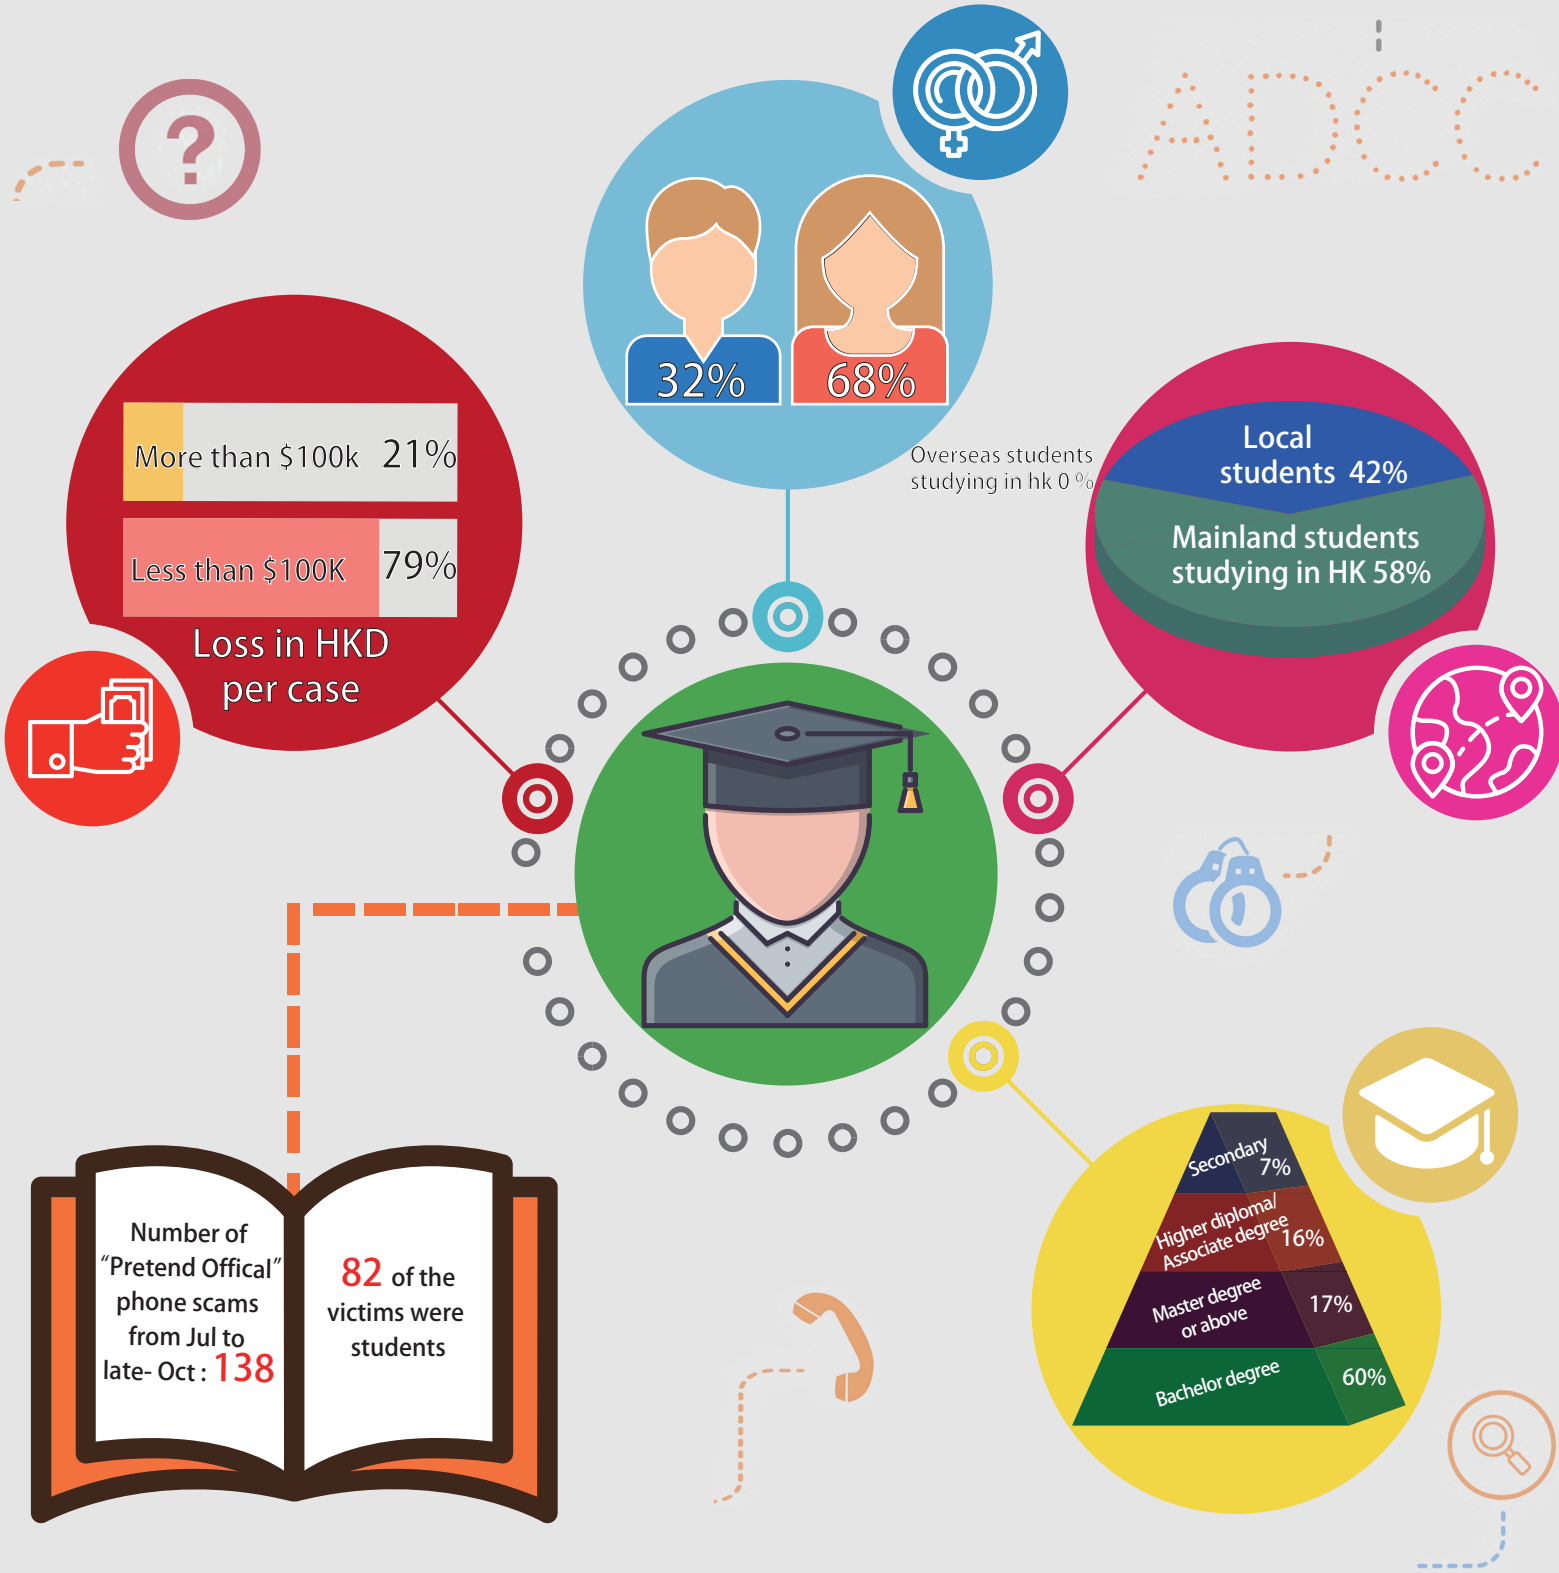 ?
ADCC
32%
68%
More than $100k 21%
Less than $100K 79%
Loss in HKD
per case
Overseas students
studying in hk 0 %
Local
students 42%
Mainland students
studying in HK 58%
Secondary
7%
Higher diploma/
Associate degree
16%
Master degree
or above
17%
Bachelor degree
60%
Number of
“Pretend Offical”
phone scams
from Jul to
late- Oct : 138
82 of the
victims were
students